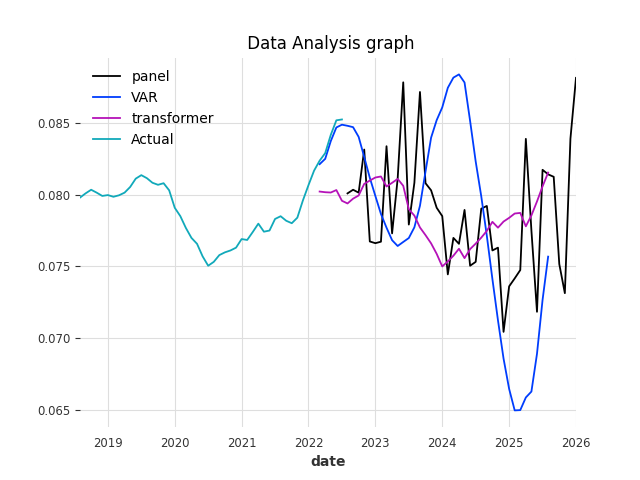 Data Analysis graph
panel
VAR
transformer
Actual
0.085
0.080
0.075
0.070
0.065
2019 2020 2021 2022 2023 2024 2025 2026
date